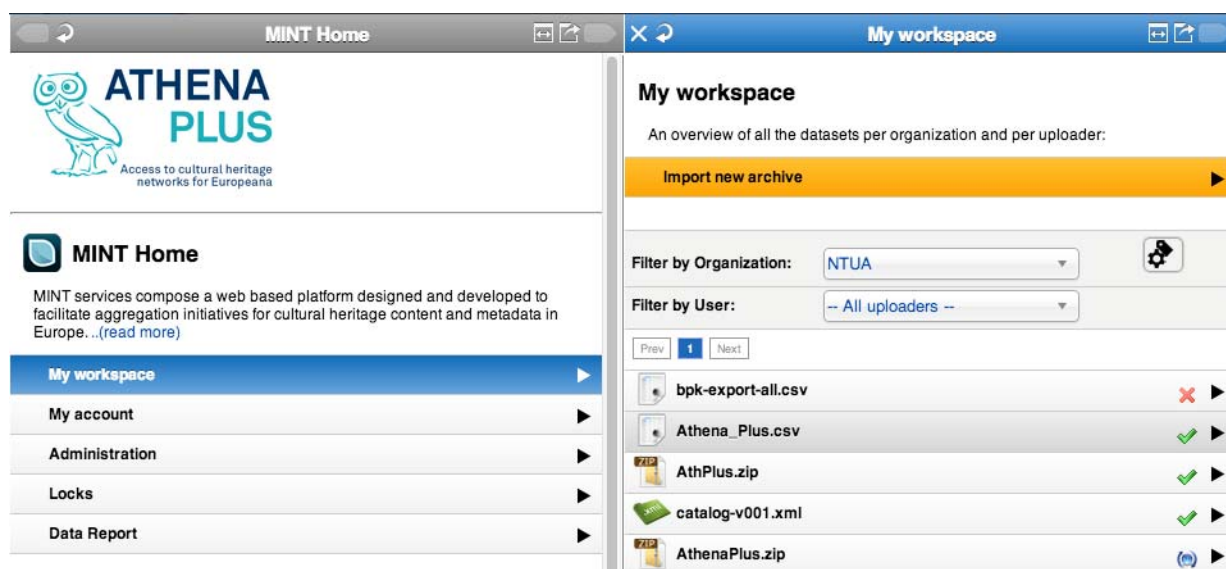 MINT Home
ATHENA
PLUS
Access to cultural heritage
networks for Europeana
MINT Home
MINT services compose a web based platform designed and developed to
facilitate aggregation initiatives for cultural heritage content and metadata in
Europe. ..(read more)
My workspace
My account
Administration
Locks
Data Report
My workspace
My workspace
An overview of all the datasets per organization and per uploader:
Import new archive
Filter by Organization: NTUA
Filter by User: -- All uploaders --
Prev 1 Next
bpk-export-all.csv
Athena_Plus.csv
ZIP AthPlus.zip
xml catalog-v001.xml
ZIP AthenaPlus.zip